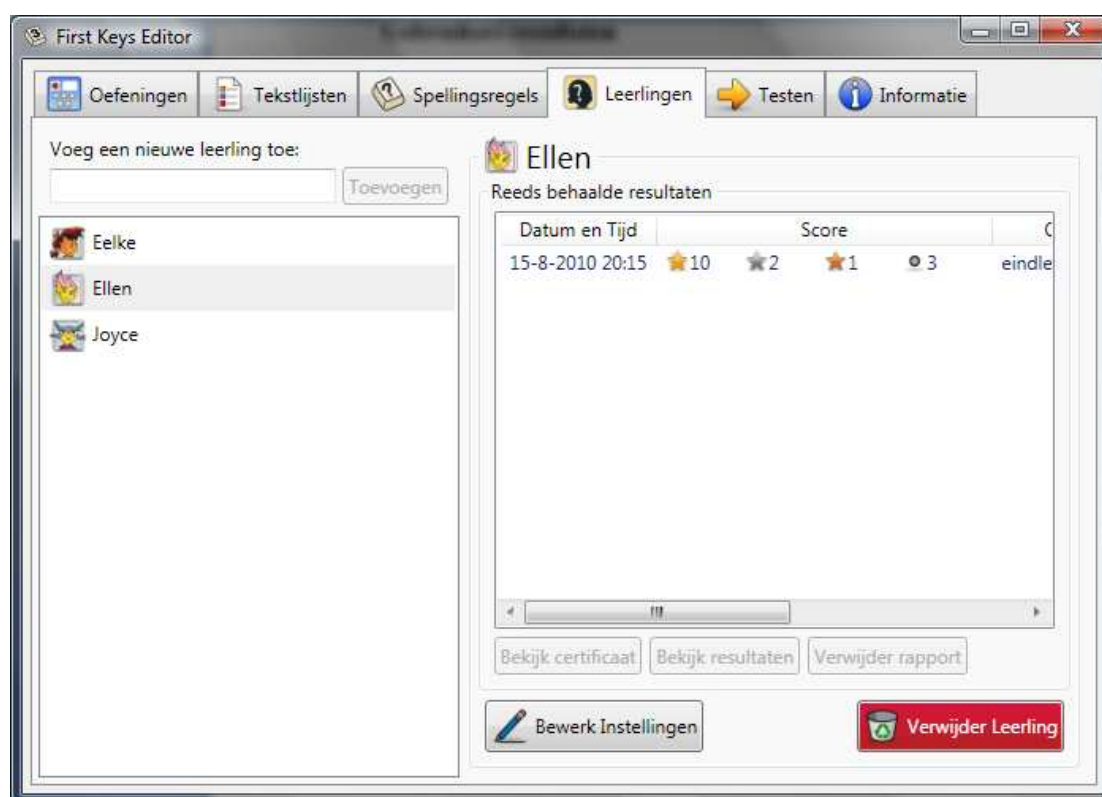 First Keys Editor
Oefeningen Tekstlijsten Spellingsregels Leerlingen Testen Informatie
Voeg een nieuwe leerling toe:
Toevoegen
Eelke
Ellen
Joyce
Ellen
Reeds behaalde resultaten
Datum en Tijd Score
15-8-2010 20:15 10 2 1 3 eindle
Bekijk certificaat Bekijk resultaten Verwijder rapport
Bewerk Instellingen Verwijder Leerling